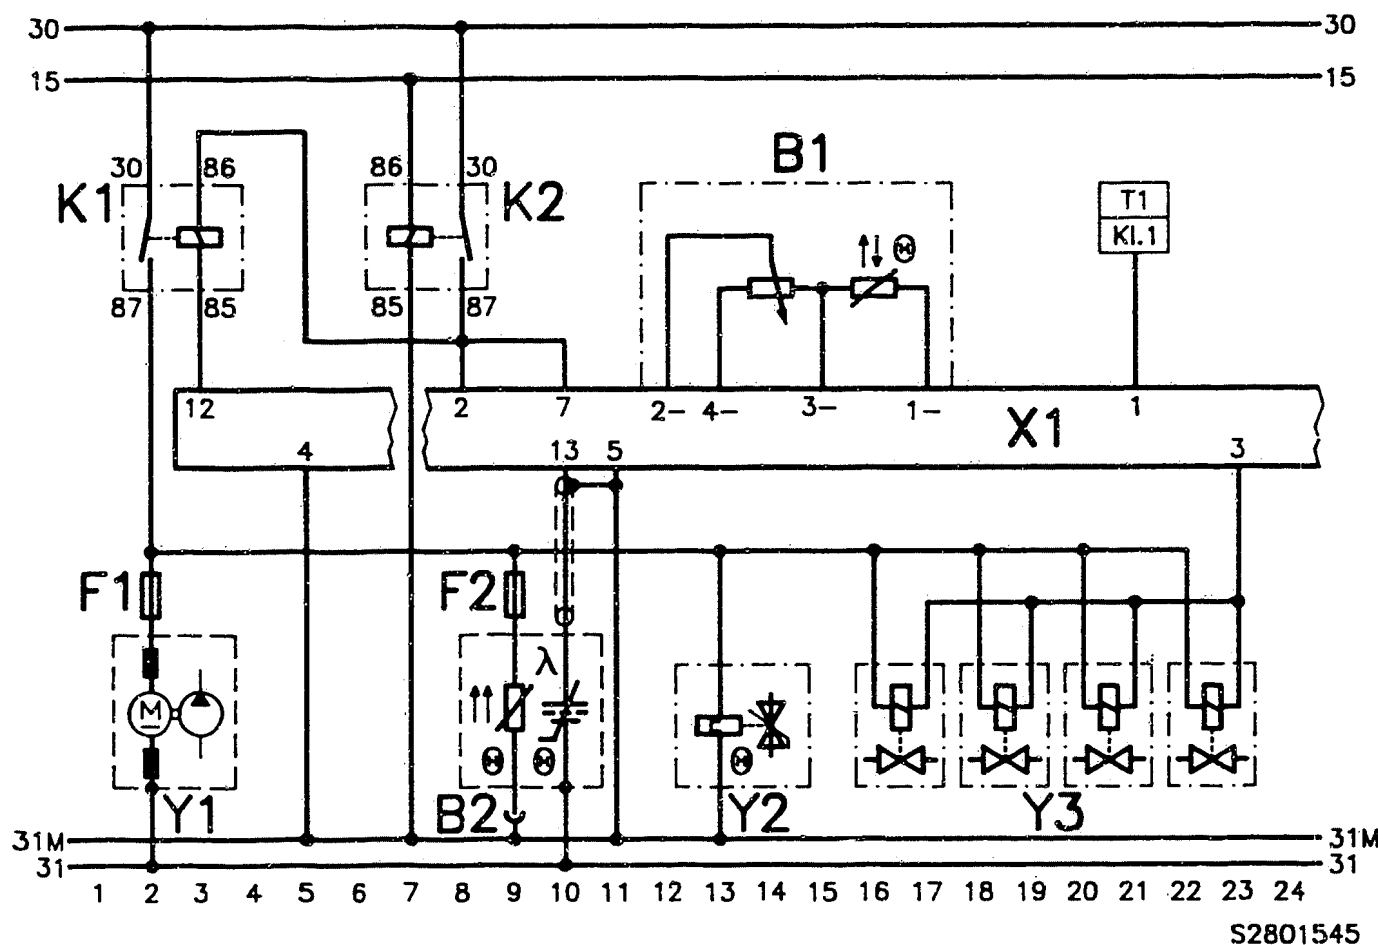 30 30
15 15
B1
30 86 86 30
K1 K2
T1
Kl.1
87 85 85 87
12 2 7 2- 4- 3- 1- 1
X1
4 13 5 3
F1 F2
λ
M
Y1 B2 Y2 Y3
31M 31M
31 31
1 2 3 4 5 6 7 8 9 10 11 12 13 14 15 16 17 18 19 20 21 22 23 24
S2801545